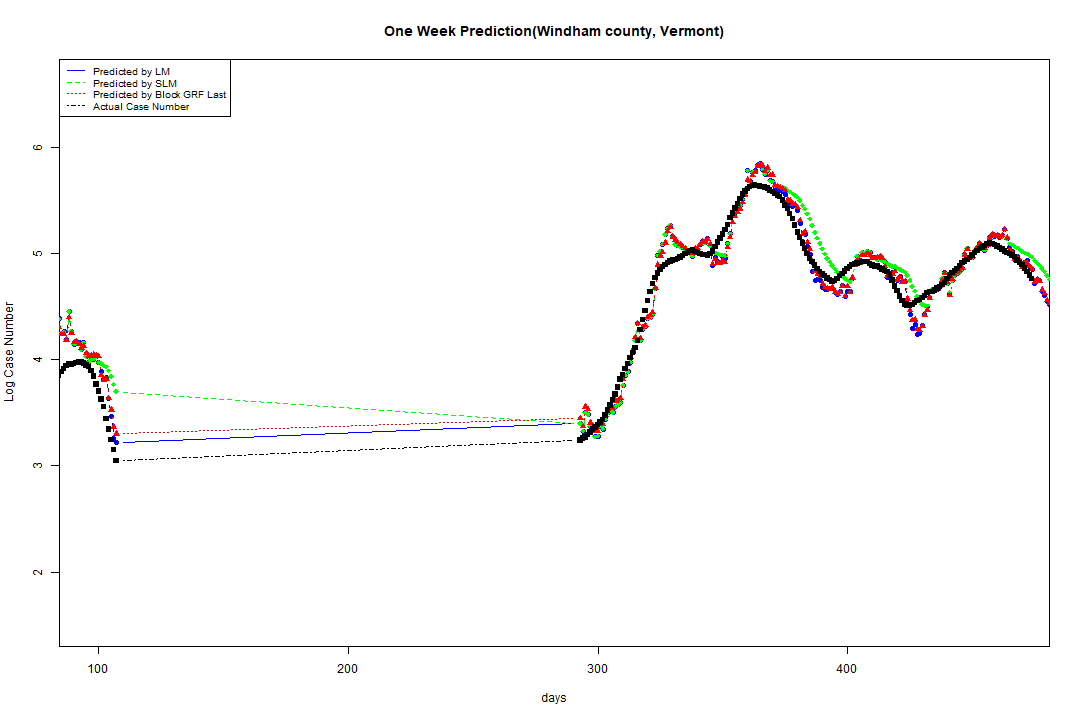 One Week Prediction(Windham county, Vermont)
Predicted by LM
Predicted by SLM
Predicted by Block GRF Last
Actual Case Number
6
5
4
3
2
Log Case Number
100 200 300 400
days